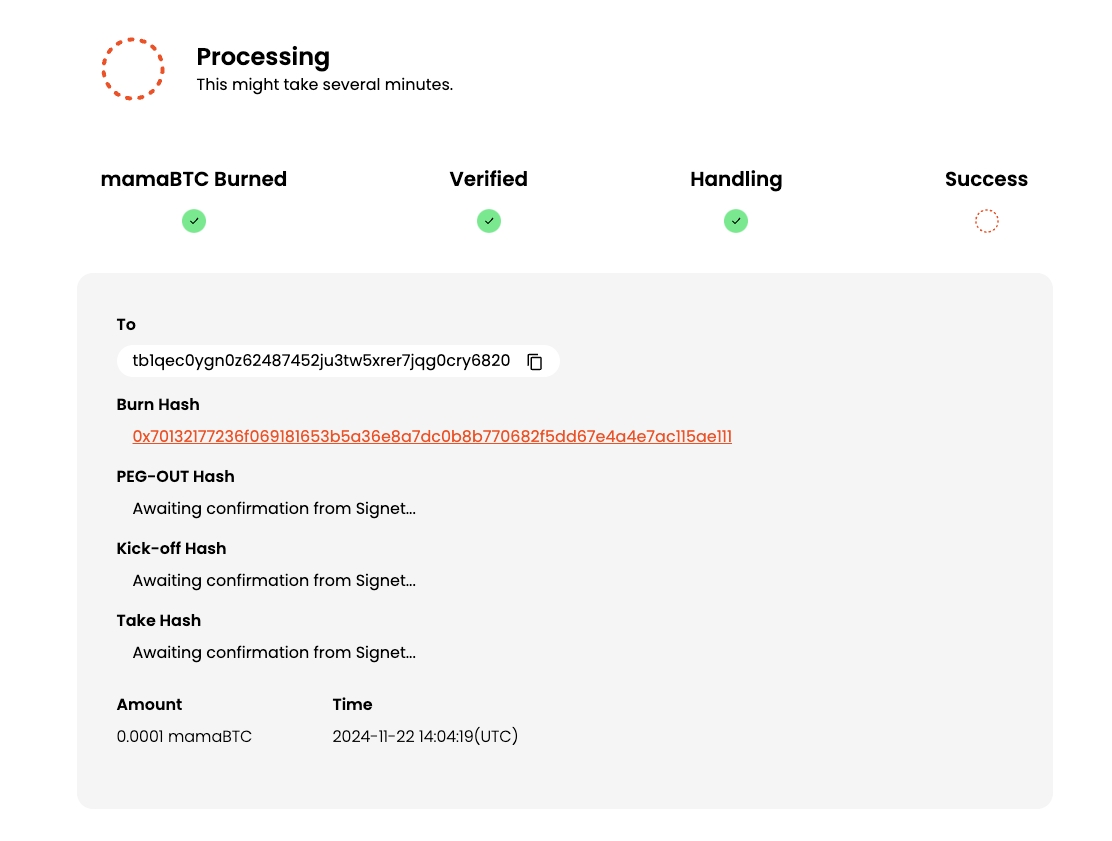 Processing
This might take several minutes.
mamaBTC Burned
Verified
Handling
Success
To
tb1qec0ygn0z62487452ju3tw5xrer7jqg0cry6820
Burn Hash
0x70132177236f069181653b5a36e8a7dc0b8b770682f5dd67e4a4e7ac115ae111
PEG-OUT Hash
Awaiting confirmation from Signet...
Kick-off Hash
Awaiting confirmation from Signet...
Take Hash
Awaiting confirmation from Signet...
Amount
Time
0.0001 mamaBTC
2024-11-22 14:04:19(UTC)